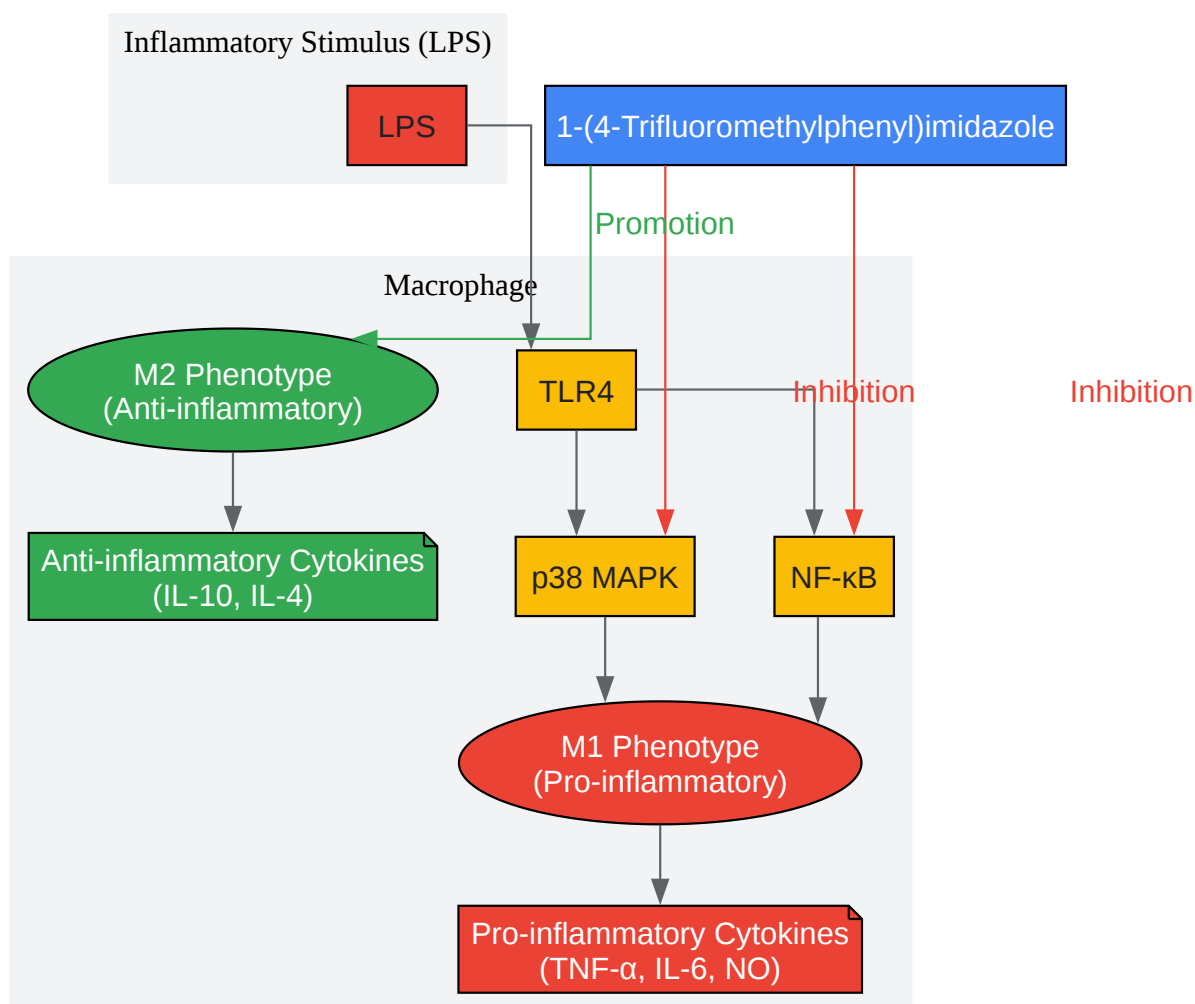 Inflammatory Stimulus (LPS)
LPS
1-(4-Trifluoromethylphenyl)imidazole
Promotion
Macrophage
M2 Phenotype
(Anti-inflammatory)
TLR4
Inhibition
Inhibition
Anti-inflammatory Cytokines
(IL-10, IL-4)
p38 MAPK
NF-κB
M1 Phenotype
(Pro-inflammatory)
Pro-inflammatory Cytokines
(TNF-α, IL-6, NO)